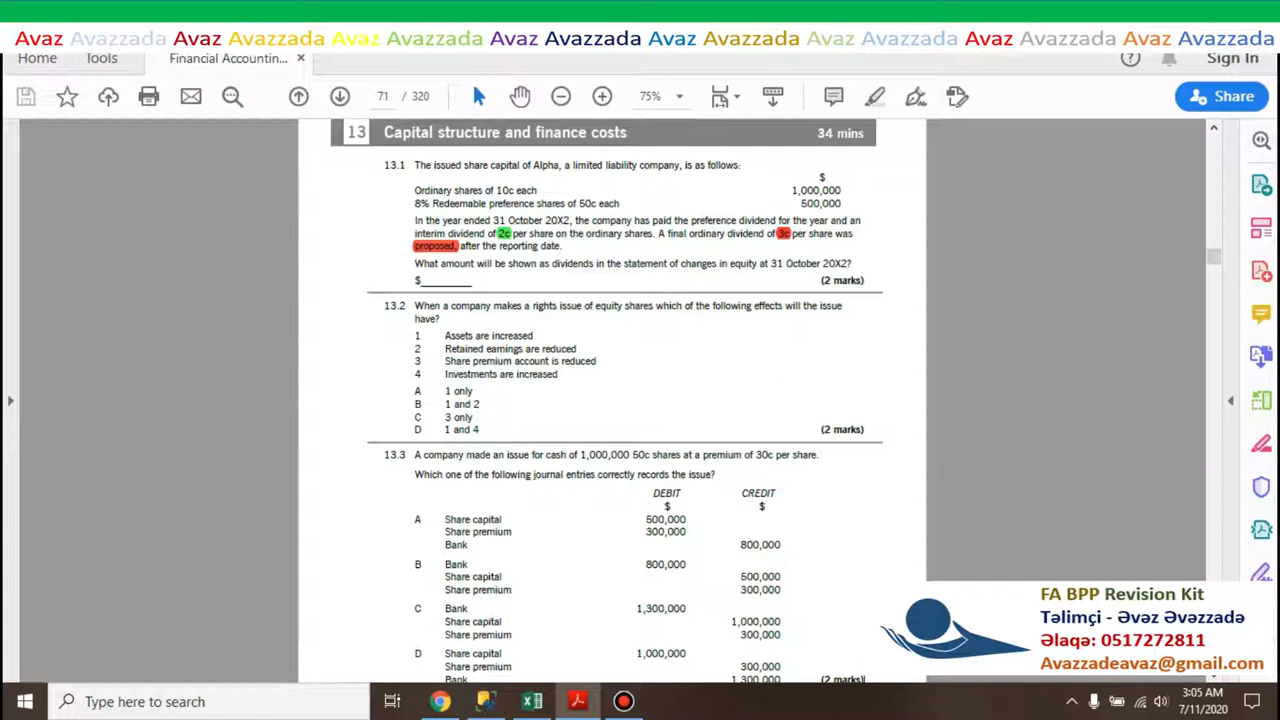 Avaz Avazzada Avaz Avazzada Avaz Avazzada Avaz Avazzada Avaz Avazzada Avaz Avazzada Avaz Avazzada Avaz Avazzada
Home Tools Financial Accountin... × Sign In
71 / 320 75% Share
13 Capital structure and finance costs 34 mins
13.1 The issued share capital of Alpha, a limited liability company, is as follows:
$
Ordinary shares of 10c each 1,000,000
8% Redeemable preference shares of 50c each 500,000
In the year ended 31 October 20X2, the company has paid the preference dividend for the year and an
interim dividend of 2c per share on the ordinary shares. A final ordinary dividend of 3c per share was
proposed, after the reporting date.
What amount will be shown as dividends in the statement of changes in equity at 31 October 20X2?
$________ (2 marks)
13.2 When a company makes a rights issue of equity shares which of the following effects will the issue
have?
1 Assets are increased
2 Retained earnings are reduced
3 Share premium account is reduced
4 Investments are increased
A 1 only
B 1 and 2
C 3 only
D 1 and 4 (2 marks)
13.3 A company made an issue for cash of 1,000,000 50c shares at a premium of 30c per share.
Which one of the following journal entries correctly records the issue?
DEBIT CREDIT
$ $
A Share capital 500,000
Share premium 300,000
Bank 800,000
B Bank 800,000
Share capital 500,000
Share premium 300,000
C Bank 1,300,000
Share capital 1,000,000
Share premium 300,000
D Share capital 1,000,000
Share premium 300,000
Bank 1,300,000 (2 marks)
FA BPP Revision Kit
Təlimçi - Əvəz Əvəzzadə
Əlaqə: 0517272811
Avazzadeavaz@gmail.com
Type here to search
3:05 AM
7/11/2020